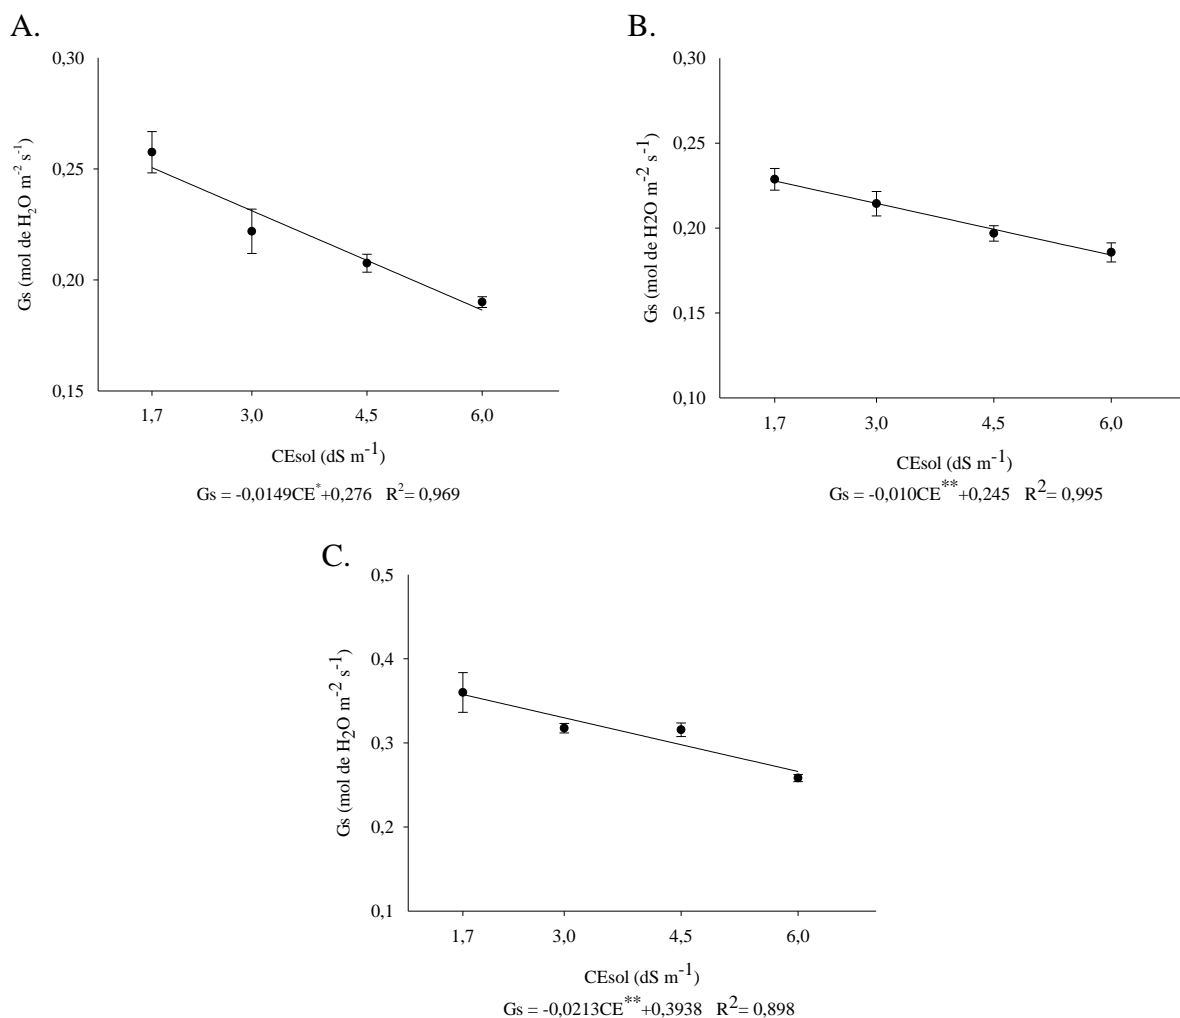 A.
0,30
0,25
0,20
0,15
Gs (mol de H₂O m⁻² s⁻¹)
1,7 3,0 4,5 6,0
CEsol (dS m⁻¹)
Gs = -0,0149CE*+0,276 R²= 0,969
B.
0,30
0,25
0,20
0,15
0,10
Gs (mol de H2O m⁻² s⁻¹)
1,7 3,0 4,5 6,0
CEsol (dS m⁻¹)
Gs = -0,010CE**+0,245 R²= 0,995
C.
0,5
0,4
0,3
0,2
0,1
Gs (mol de H₂O m⁻² s⁻¹)
1,7 3,0 4,5 6,0
CEsol (dS m⁻¹)
Gs = -0,0213CE**+0,3938 R²= 0,898